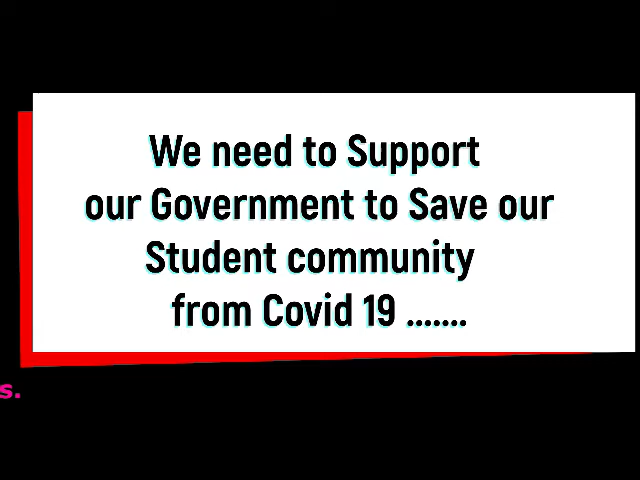 We need to Support
our Government to Save our
Student community
from Covid 19 .......
s.